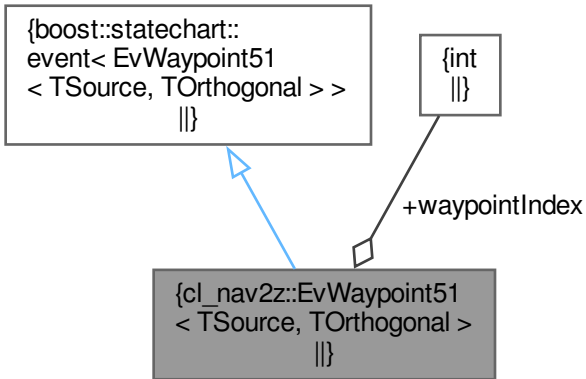 {boost::statechart::
event< EvWaypoint51
< TSource, TOrthogonal > >
||}
{int
||}
+waypointIndex
{cl_nav2z::EvWaypoint51
< TSource, TOrthogonal >
||}